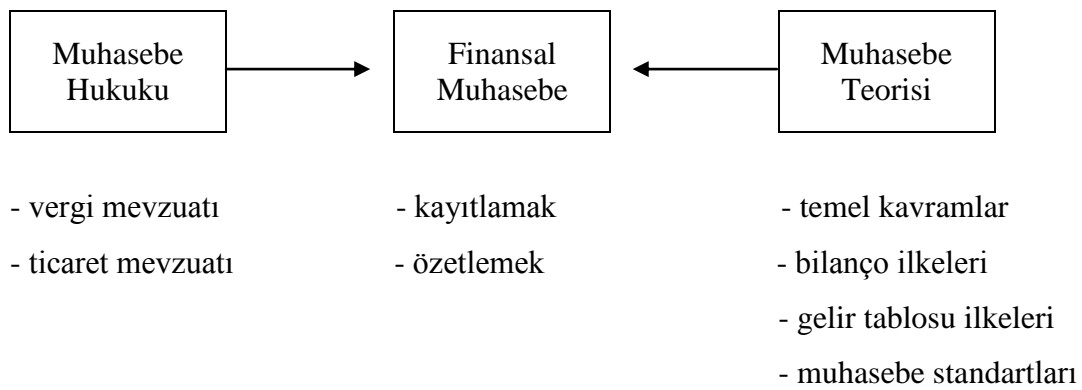 Muhasebe
Hukuku
Finansal
Muhasebe
Muhasebe
Teorisi
- vergi mevzuatı
- ticaret mevzuatı
- kayıtlamak
- özetlemek
- temel kavramlar
- bilanço ilkeleri
- gelir tablosu ilkeleri
- muhasebe standartları